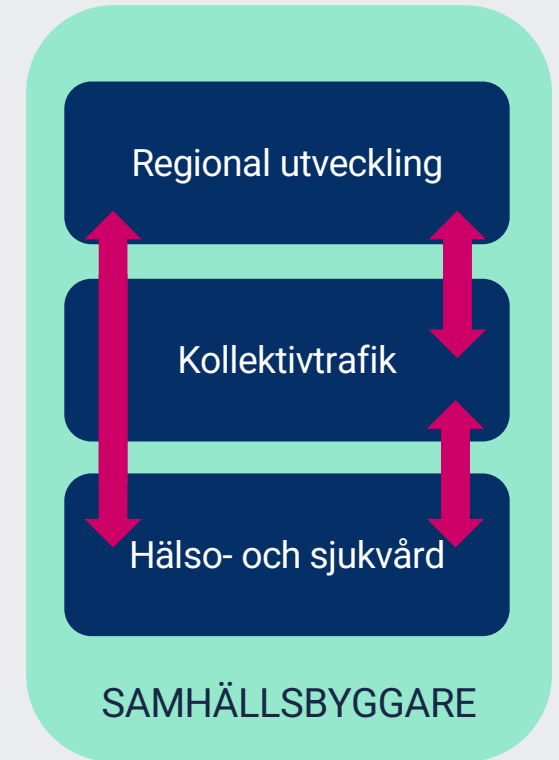 Regional utveckling
Kollektivtrafik
Hälso- och sjukvård
SAMHÄLLSBYGGARE